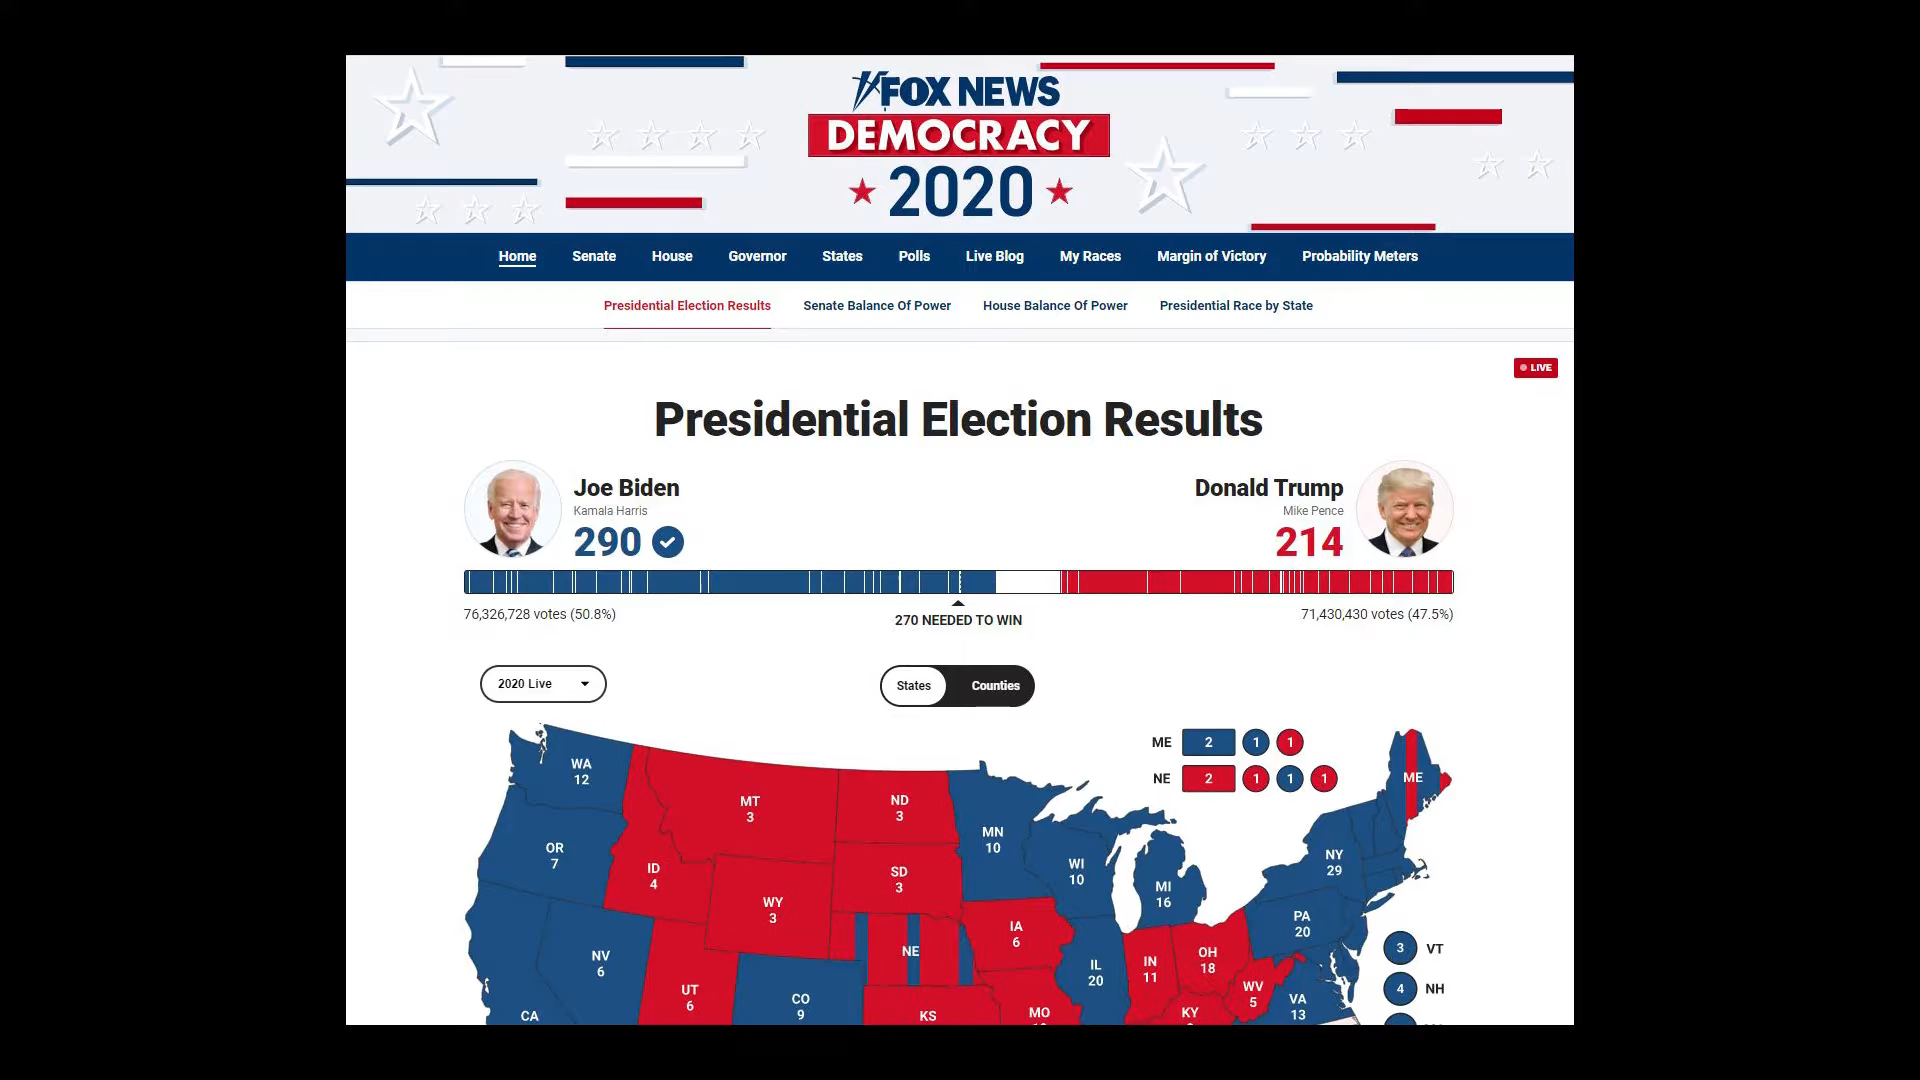 FOX NEWS
DEMOCRACY
2020
Home Senate House Governor States Polls Live Blog My Races Margin of Victory Probability Meters
Presidential Election Results Senate Balance Of Power House Balance Of Power Presidential Race by State
LIVE
Presidential Election Results
Joe Biden
Kamala Harris
290
Donald Trump
Mike Pence
214
76,326,728 votes (50.8%)
270 NEEDED TO WIN
71,430,430 votes (47.5%)
2020 Live
States Counties
ME 2 1 1
NE 2 1 1 1
WA
12
OR
7
ID
4
MT
3
WY
3
ND
3
SD
3
MN
10
WI
10
MI
16
NY
29
ME
PA
20
NV
6
UT
6
CO
9
NE
KS
IA
6
MO
IL
20
IN
11
OH
18
KY
WV
5
VA
13
CA
3 VT
4 NH